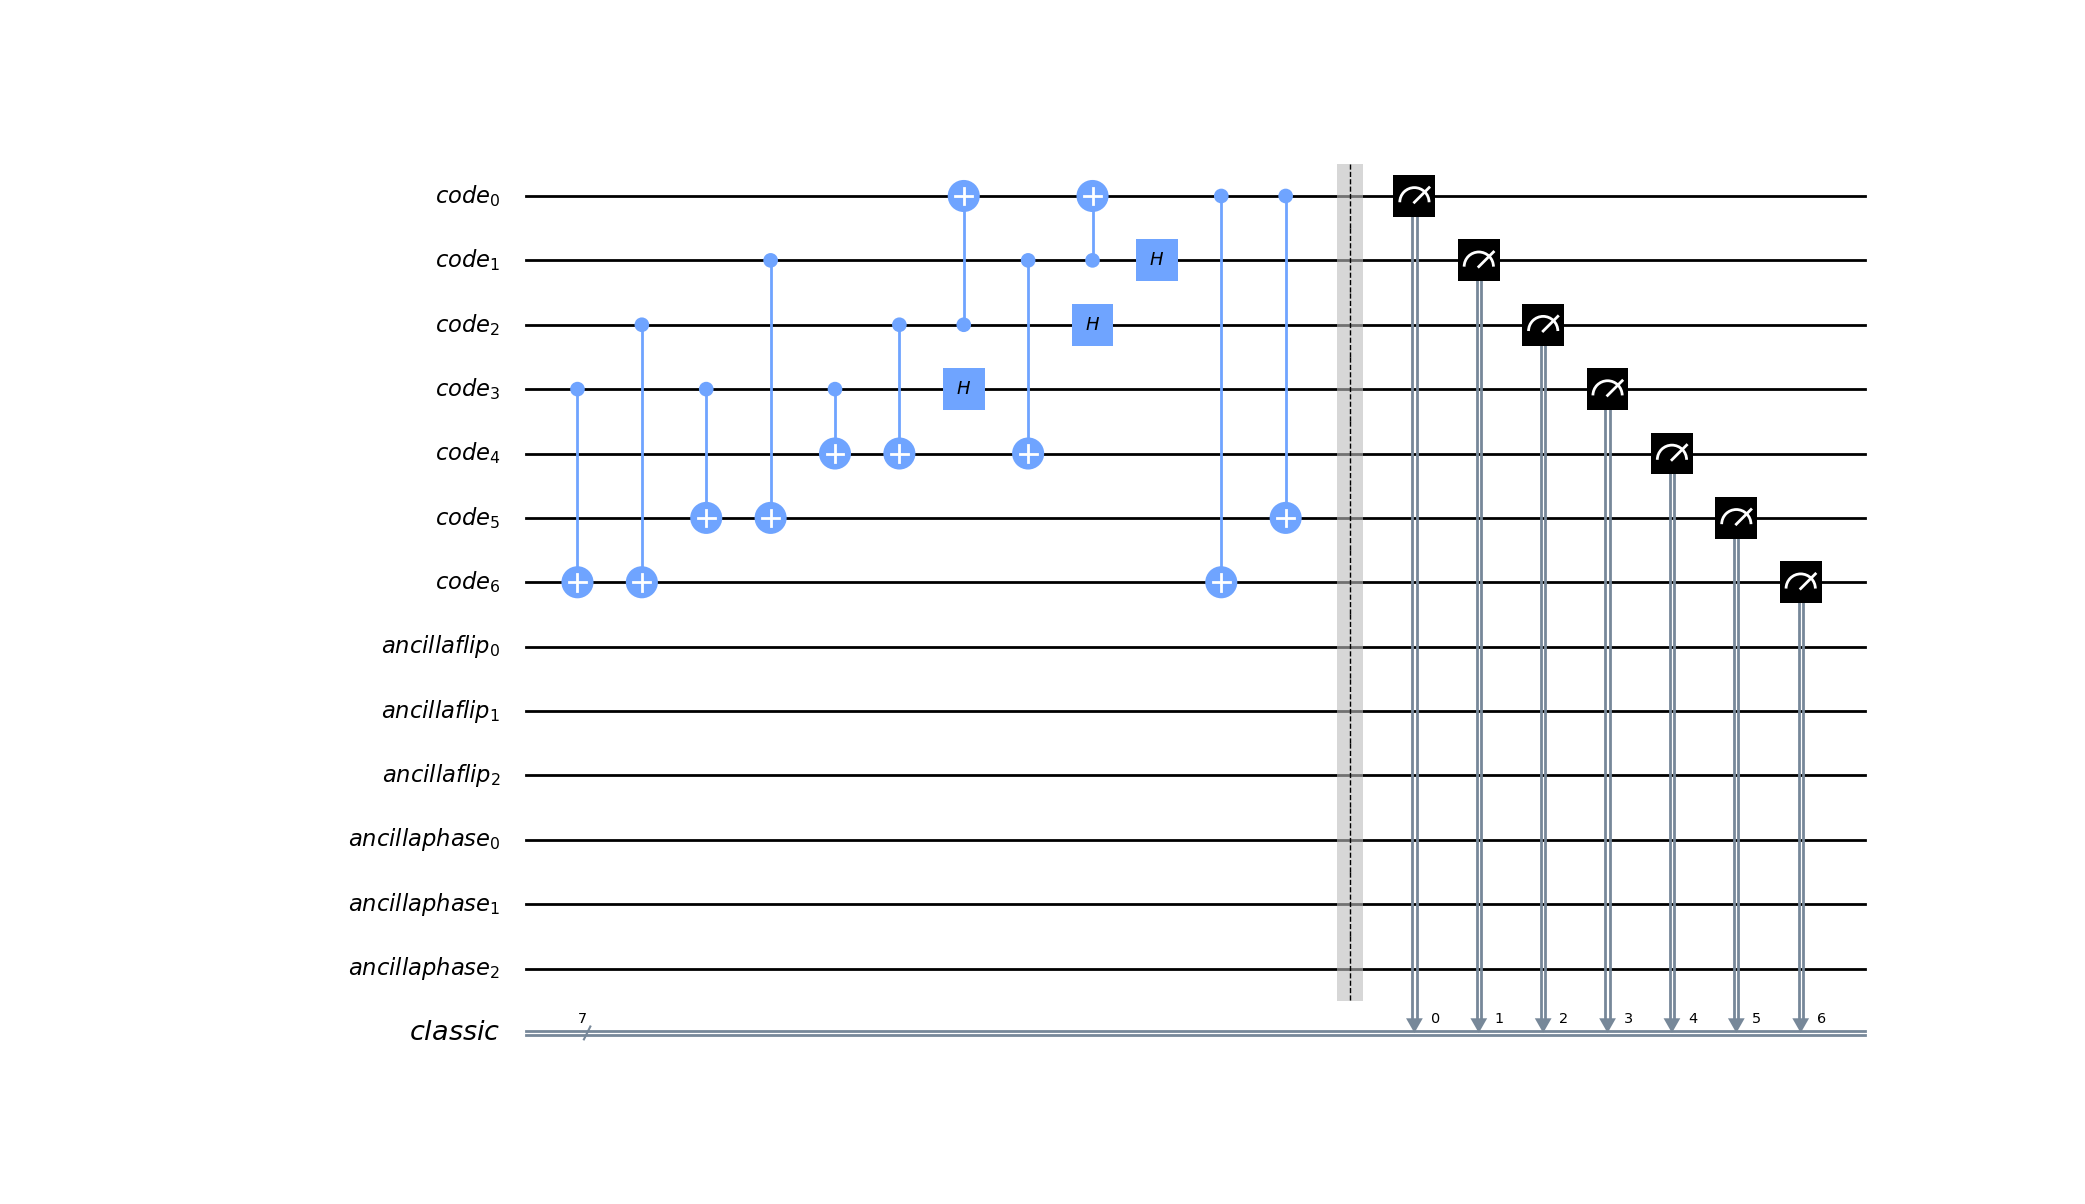 code0
code1
H
code2
H
code3
H
code4
code5
code6
ancillaflip0
ancillaflip1
ancillaflip2
ancillaphase0
ancillaphase1
ancillaphase2
classic 7 0 1 2 3 4 5 6